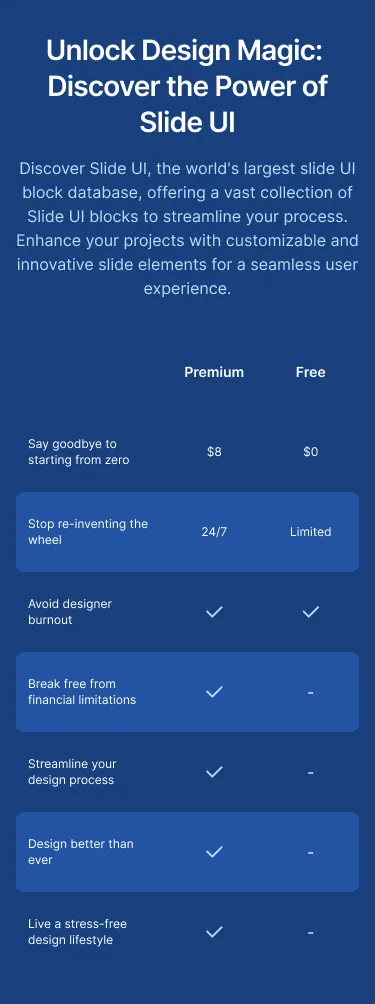 Unlock Design Magic:
Discover the Power of
Slide UI
Discover Slide UI, the world's largest slide UI
block database, offering a vast collection of
Slide UI blocks to streamline your process.
Enhance your projects with customizable and
innovative slide elements for a seamless user
experience.
Premium Free
Say goodbye to
starting from zero
$8 $0
Stop re-inventing the
wheel
24/7 Limited
Avoid designer
burnout
✓ ✓
Break free from
financial limitations
✓ -
Streamline your
design process
✓ -
Design better than
ever
✓ -
Live a stress-free
design lifestyle
✓ -